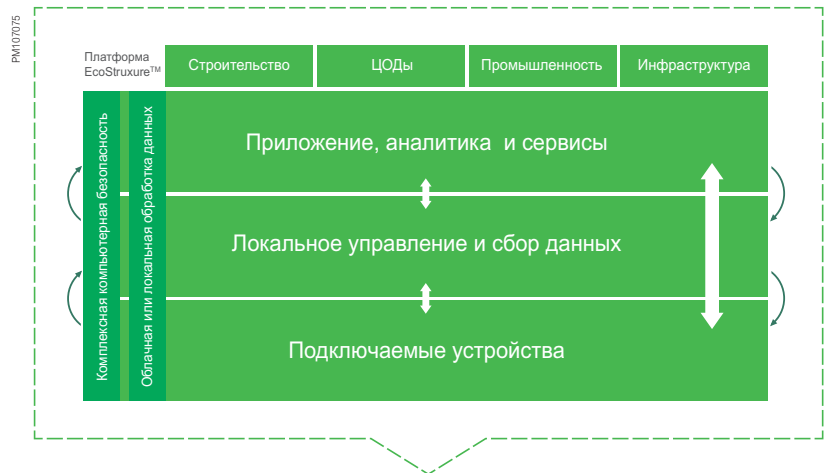 PM107075
Платформа
EcoStruxure™
Строительство
ЦОДы
Промышленность
Инфраструктура
Комплексная компьютерная безопасность
Облачная или локальная обработка данных
Приложение, аналитика и сервисы
Локальное управление и сбор данных
Подключаемые устройства